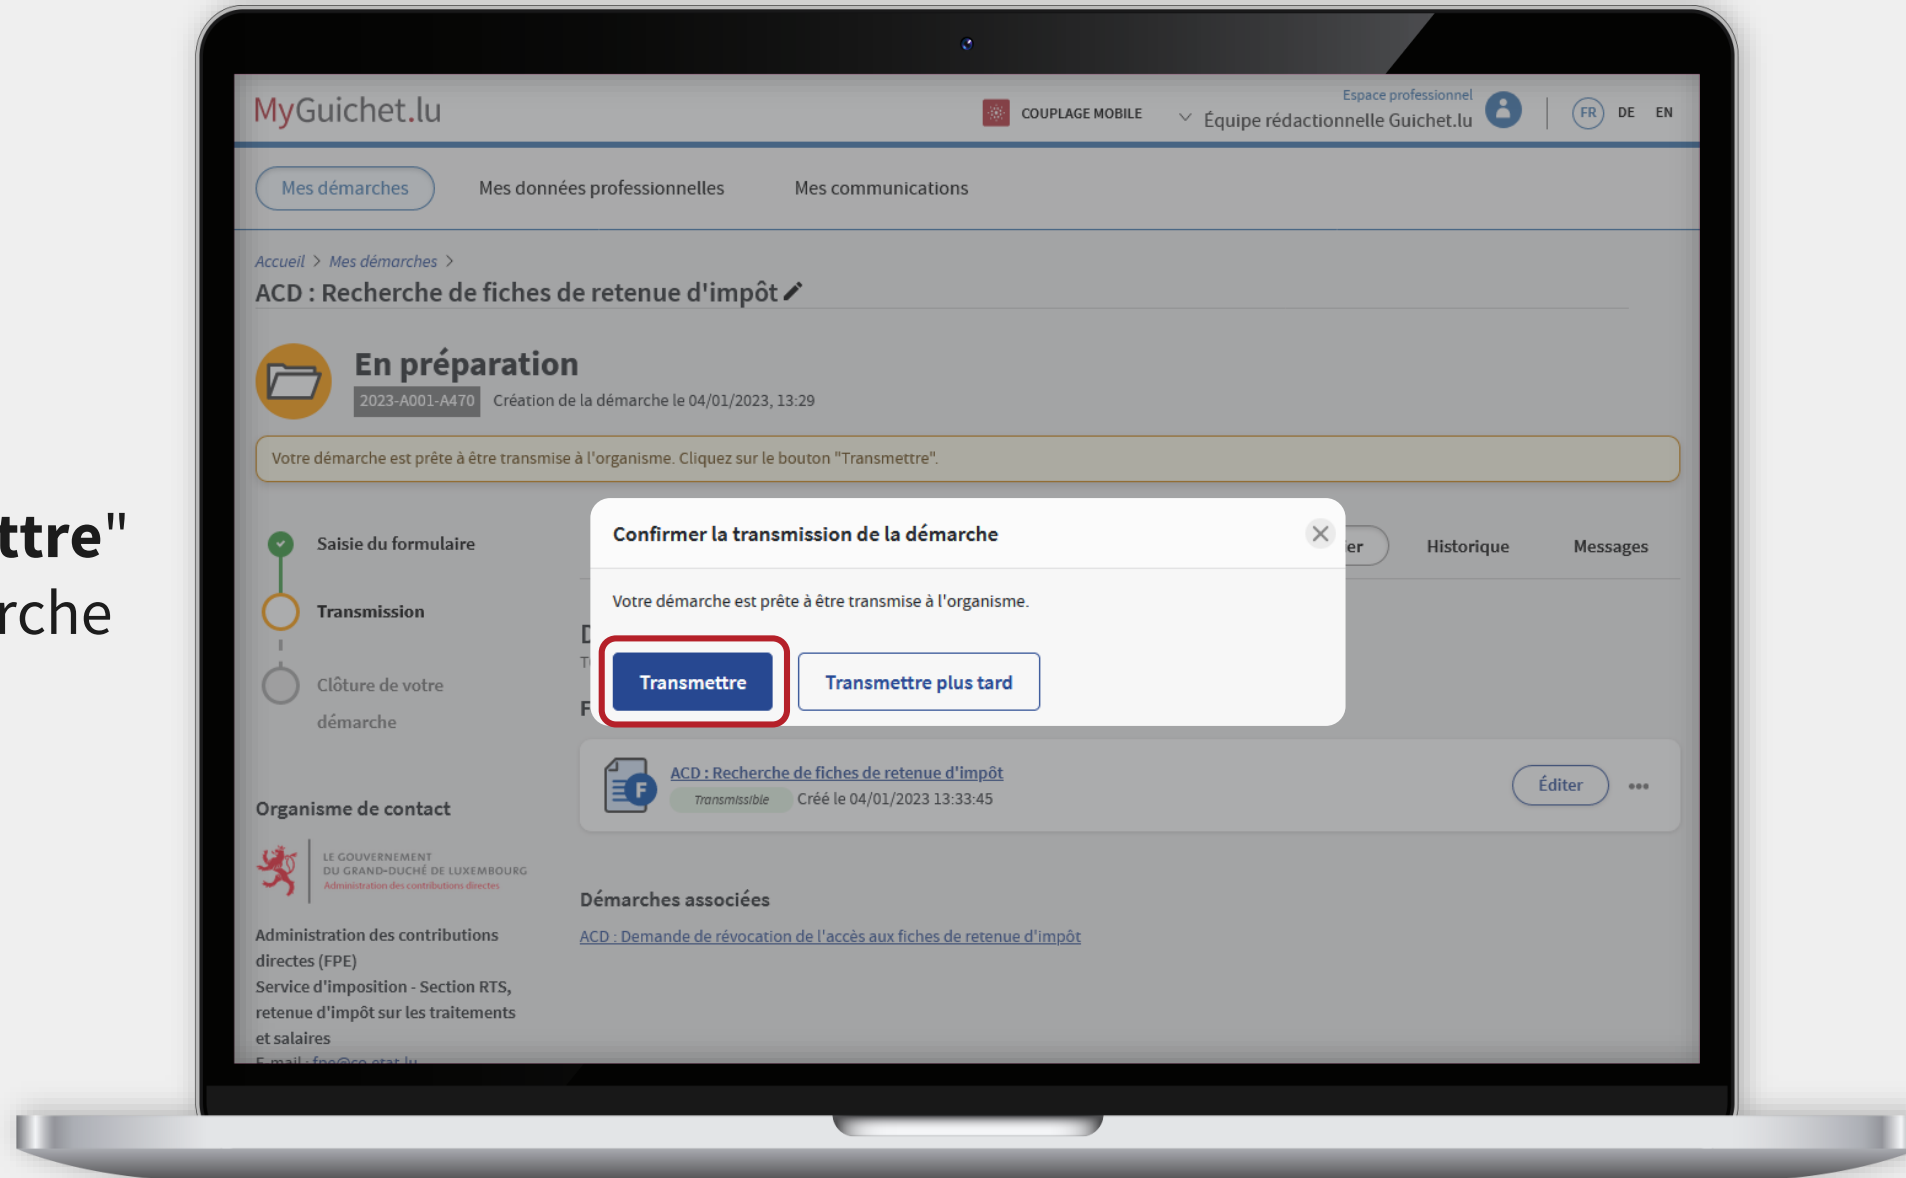 MyGuichet.lu
COUPLAGE MOBILE
Espace professionnel
Équipe rédactionnelle Guichet.lu
FR DE EN
Mes démarches Mes données professionnelles Mes communications
Accueil > Mes démarches >
ACD : Recherche de fiches de retenue d'impôt
En préparation
2023-A001-A470 Création de la démarche le 04/01/2023, 13:29
Votre démarche est prête à être transmise à l'organisme. Cliquez sur le bouton "Transmettre".
ttre"
rche
Saisie du formulaire
Transmission
Clôture de votre
démarche
Confirmer la transmission de la démarche
Votre démarche est prête à être transmise à l'organisme.
Transmettre Transmettre plus tard
er Historique Messages
ACD : Recherche de fiches de retenue d'impôt
Transmissible Créé le 04/01/2023 13:33:45
Éditer
Organisme de contact
LE GOUVERNEMENT
DU GRAND-DUCHÉ DE LUXEMBOURG
Administration des contributions directes
Administration des contributions
directes (FPE)
Service d'imposition - Section RTS,
retenue d'impôt sur les traitements
et salaires
E-mail : fpe@co.etat.lu
Démarches associées
ACD : Demande de révocation de l'accès aux fiches de retenue d'impôt